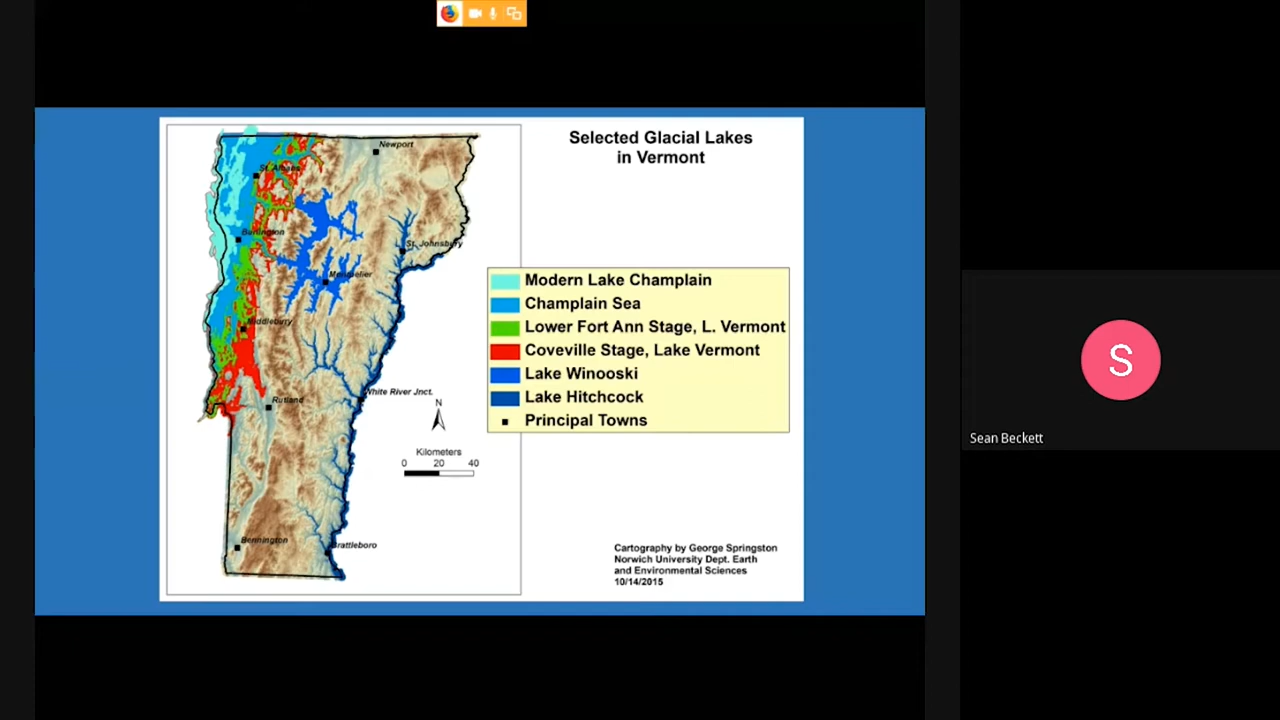 Selected Glacial Lakes
in Vermont
Newport
St. Albans
Burlington
St. Johnsbury
Montpelier
Middlebury
White River Jnct.
Rutland
N
Kilometers
0 20 40
Bennington
Brattleboro
Modern Lake Champlain
Champlain Sea
Lower Fort Ann Stage, L. Vermont
Coveville Stage, Lake Vermont
Lake Winooski
Lake Hitchcock
Principal Towns
Cartography by George Springston
Norwich University Dept. Earth
and Environmental Sciences
10/14/2015
S
Sean Beckett